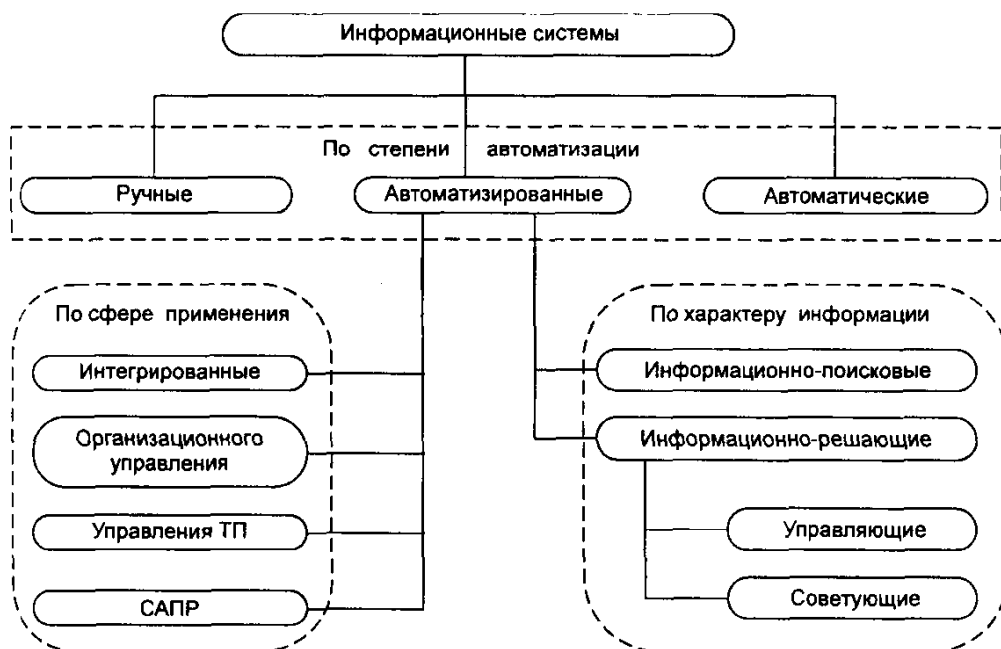 Информационные системы
По степени автоматизации
Ручные
Автоматизированные
Автоматические
По сфере применения
Интегрированные
Организационного
управления
Управления ТП
САПР
По характеру информации
Информационно-поисковые
Информационно-решающие
Управляющие
Советующие